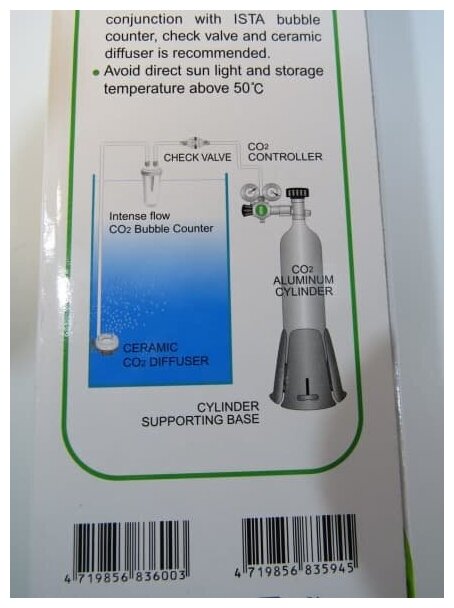 conjunction with ISTA bubble
counter, check valve and ceramic
diffuser is recommended.
• Avoid direct sun light and storage
temperature above 50℃
CHECK VALVE
CO2
CONTROLLER
Intense flow
CO2 Bubble Counter
CO2
ALUMINUM
CYLINDER
CERAMIC
CO2 DIFFUSER
CYLINDER
SUPPORTING BASE
4 719856 836003
4 719856 835945